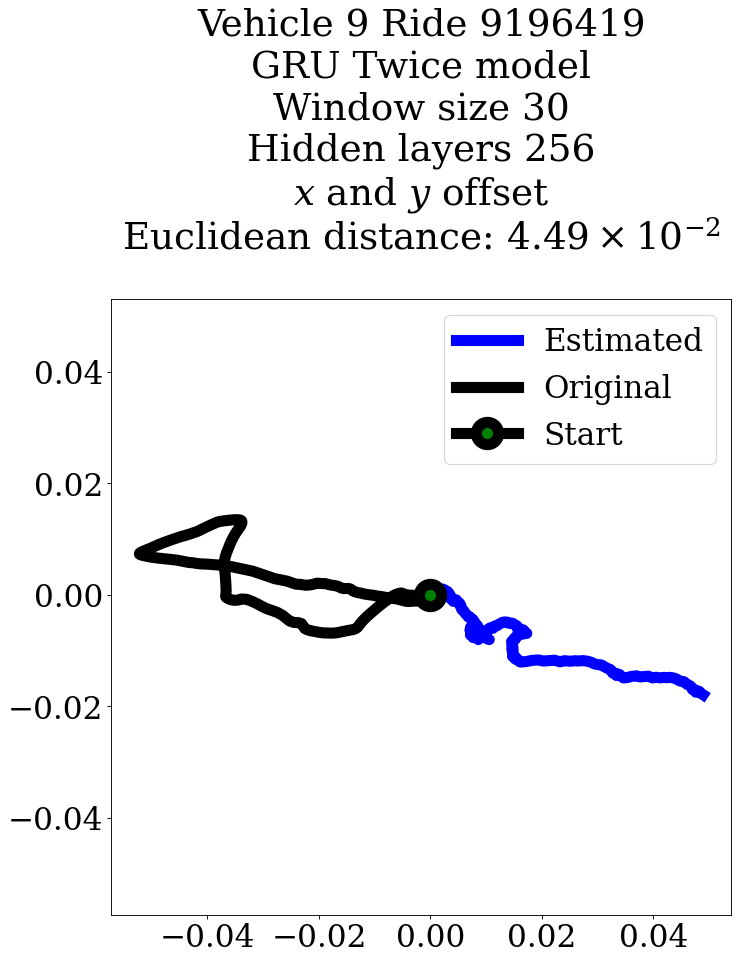 Vehicle 9 Ride 9196419
GRU Twice model
Window size 30
Hidden layers 256
x and y offset
Euclidean distance: 4.49 × 10⁻²
Estimated
Original
Start
0.04
0.02
0.00
−0.02
−0.04
−0.04 −0.02 0.00 0.02 0.04